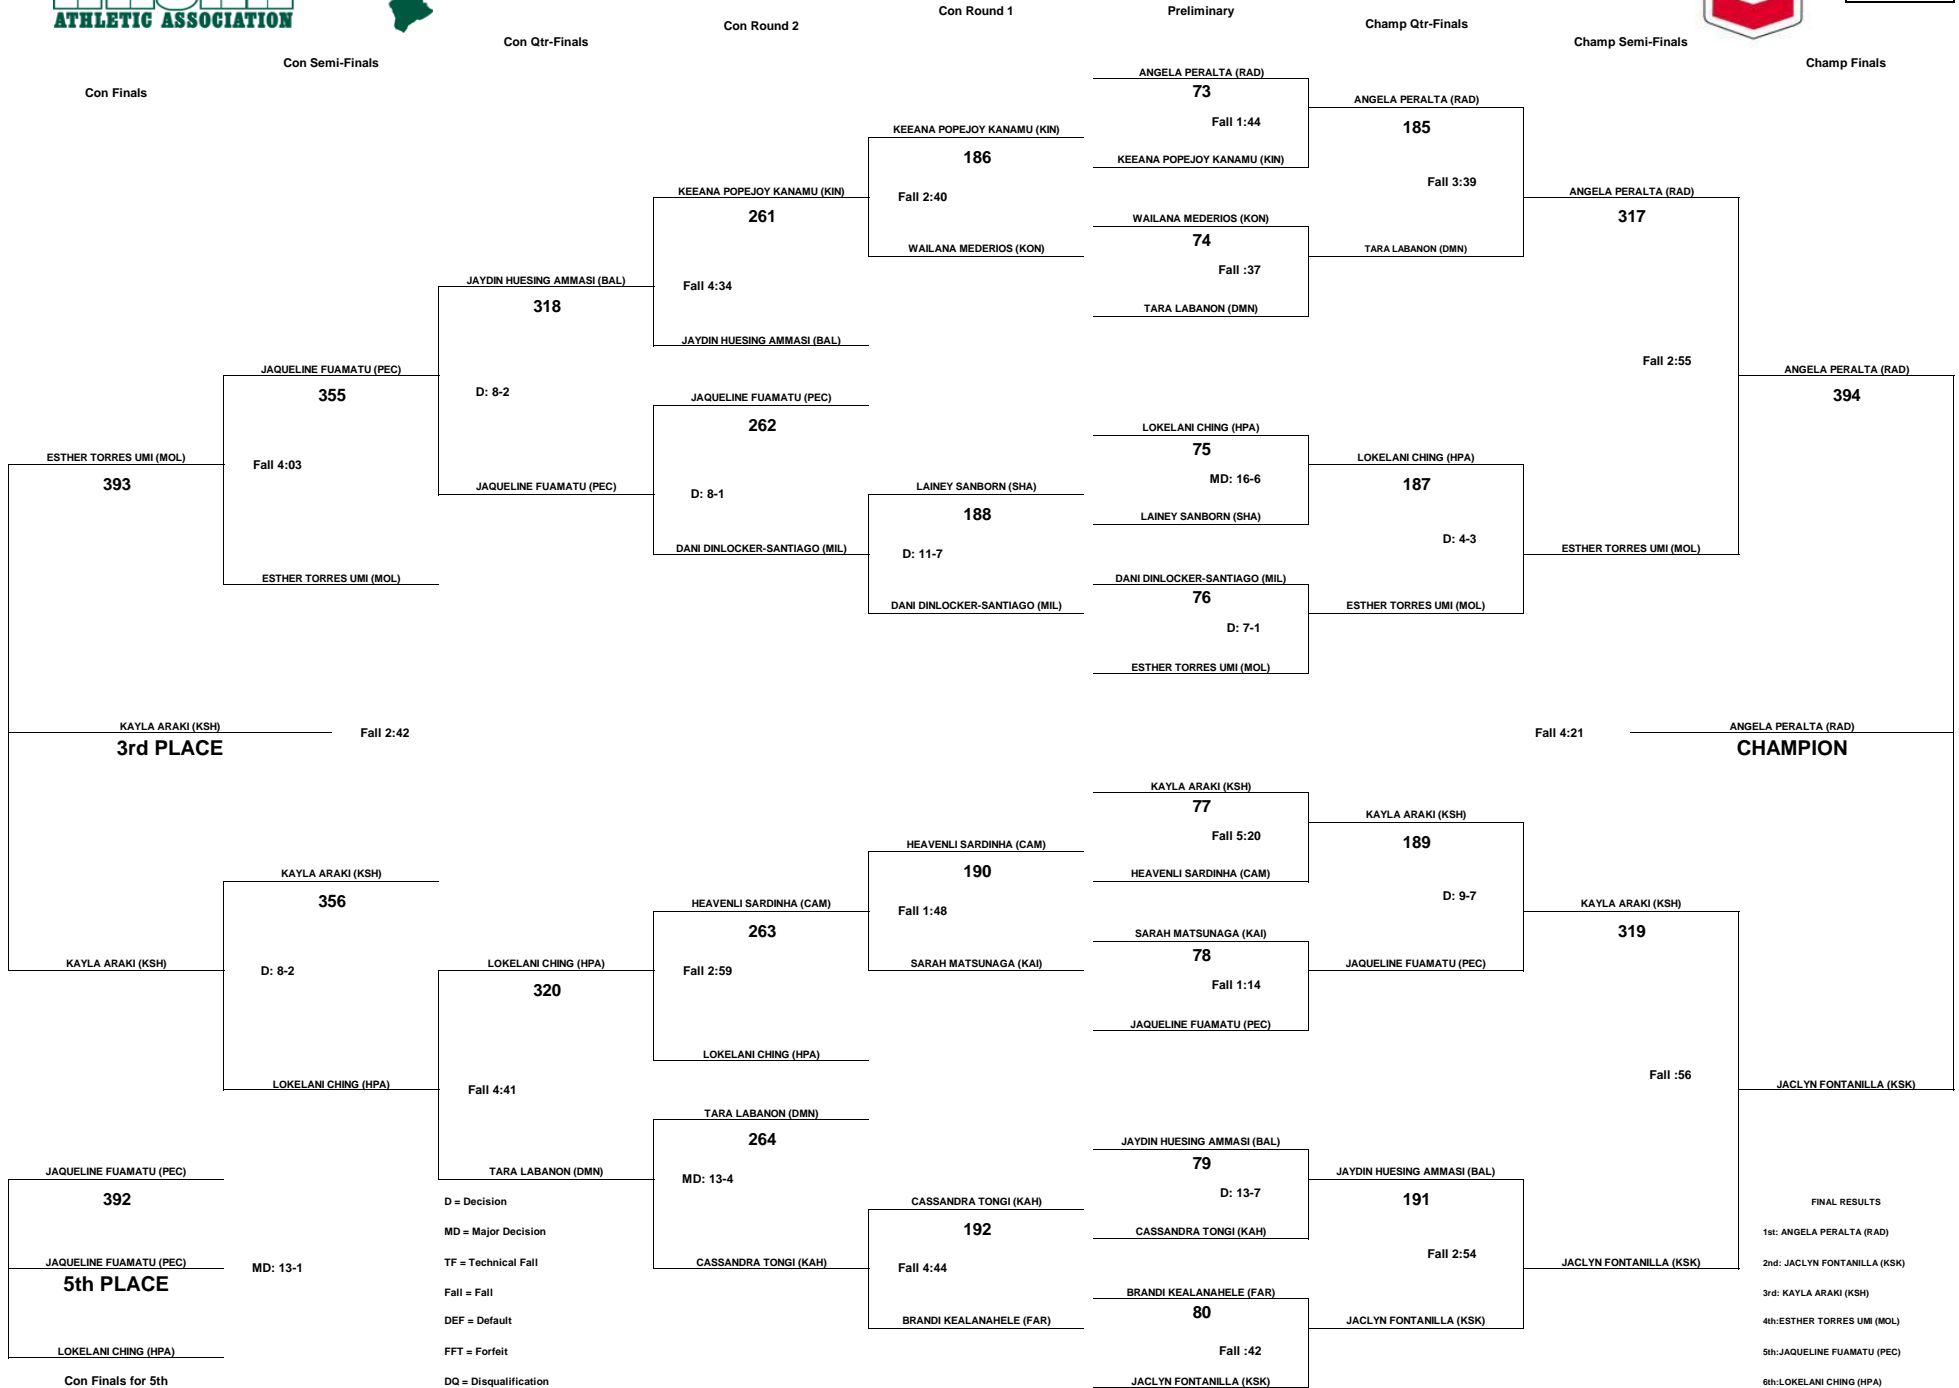 ATHLETIC ASSOCIATION
Con Finals
Con Semi-Finals
Con Qtr-Finals
Con Round 2
Con Round 1
Preliminary
Champ Qtr-Finals
Champ Semi-Finals
Champ Finals
ESTHER TORRES UMI (MOL)
393
KAYLA ARAKI (KSH)
3rd PLACE
Fall 2:42
KAYLA ARAKI (KSH)
JAQUELINE FUAMATU (PEC)
392
JAQUELINE FUAMATU (PEC)
5th PLACE
MD: 13-1
LOKELANI CHING (HPA)
Con Finals for 5th
JAQUELINE FUAMATU (PEC)
355
Fall 4:03
ESTHER TORRES UMI (MOL)
KAYLA ARAKI (KSH)
356
D: 8-2
LOKELANI CHING (HPA)
JAYDIN HUESING AMMASI (BAL)
318
D: 8-2
JAQUELINE FUAMATU (PEC)
LOKELANI CHING (HPA)
320
Fall 4:41
TARA LABANON (DMN)
D = Decision
MD = Major Decision
TF = Technical Fall
Fall = Fall
DEF = Default
FFT = Forfeit
DQ = Disqualification
KEEANA POPEJOY KANAMU (KIN)
261
Fall 4:34
JAYDIN HUESING AMMASI (BAL)
JAQUELINE FUAMATU (PEC)
262
D: 8-1
DANI DINLOCKER-SANTIAGO (MIL)
HEAVENLI SARDINHA (CAM)
263
Fall 2:59
LOKELANI CHING (HPA)
TARA LABANON (DMN)
264
MD: 13-4
CASSANDRA TONGI (KAH)
KEEANA POPEJOY KANAMU (KIN)
186
Fall 2:40
WAILANA MEDERIOS (KON)
LAINEY SANBORN (SHA)
188
D: 11-7
DANI DINLOCKER-SANTIAGO (MIL)
HEAVENLI SARDINHA (CAM)
190
Fall 1:48
SARAH MATSUNAGA (KAI)
CASSANDRA TONGI (KAH)
192
Fall 4:44
BRANDI KEALANAHELE (FAR)
ANGELA PERALTA (RAD)
73
Fall 1:44
KEEANA POPEJOY KANAMU (KIN)
WAILANA MEDERIOS (KON)
74
Fall :37
TARA LABANON (DMN)
LOKELANI CHING (HPA)
75
MD: 16-6
LAINEY SANBORN (SHA)
DANI DINLOCKER-SANTIAGO (MIL)
76
D: 7-1
ESTHER TORRES UMI (MOL)
KAYLA ARAKI (KSH)
77
Fall 5:20
HEAVENLI SARDINHA (CAM)
SARAH MATSUNAGA (KAI)
78
Fall 1:14
JAQUELINE FUAMATU (PEC)
JAYDIN HUESING AMMASI (BAL)
79
D: 13-7
CASSANDRA TONGI (KAH)
BRANDI KEALANAHELE (FAR)
80
Fall :42
JACLYN FONTANILLA (KSK)
ANGELA PERALTA (RAD)
185
Fall 3:39
TARA LABANON (DMN)
LOKELANI CHING (HPA)
187
D: 4-3
ESTHER TORRES UMI (MOL)
KAYLA ARAKI (KSH)
189
D: 9-7
JAQUELINE FUAMATU (PEC)
JAYDIN HUESING AMMASI (BAL)
191
Fall 2:54
JACLYN FONTANILLA (KSK)
ANGELA PERALTA (RAD)
317
Fall 2:55
ESTHER TORRES UMI (MOL)
KAYLA ARAKI (KSH)
319
Fall :56
JACLYN FONTANILLA (KSK)
ANGELA PERALTA (RAD)
394
Fall 4:21
ANGELA PERALTA (RAD)
CHAMPION
JACLYN FONTANILLA (KSK)
FINAL RESULTS
1st: ANGELA PERALTA (RAD)
2nd: JACLYN FONTANILLA (KSK)
3rd: KAYLA ARAKI (KSH)
4th:ESTHER TORRES UMI (MOL)
5th:JAQUELINE FUAMATU (PEC)
6th:LOKELANI CHING (HPA)